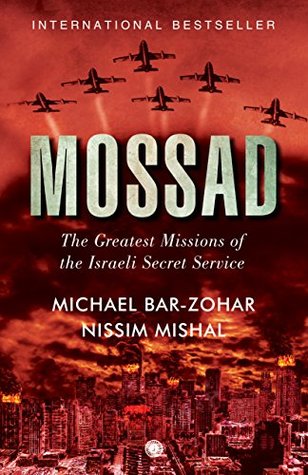 INTERNATIONAL BESTSELLER
MOSSAD
The Greatest Missions of
the Israeli Secret Service
MICHAEL BAR-ZOHAR
NISSIM MISHAL